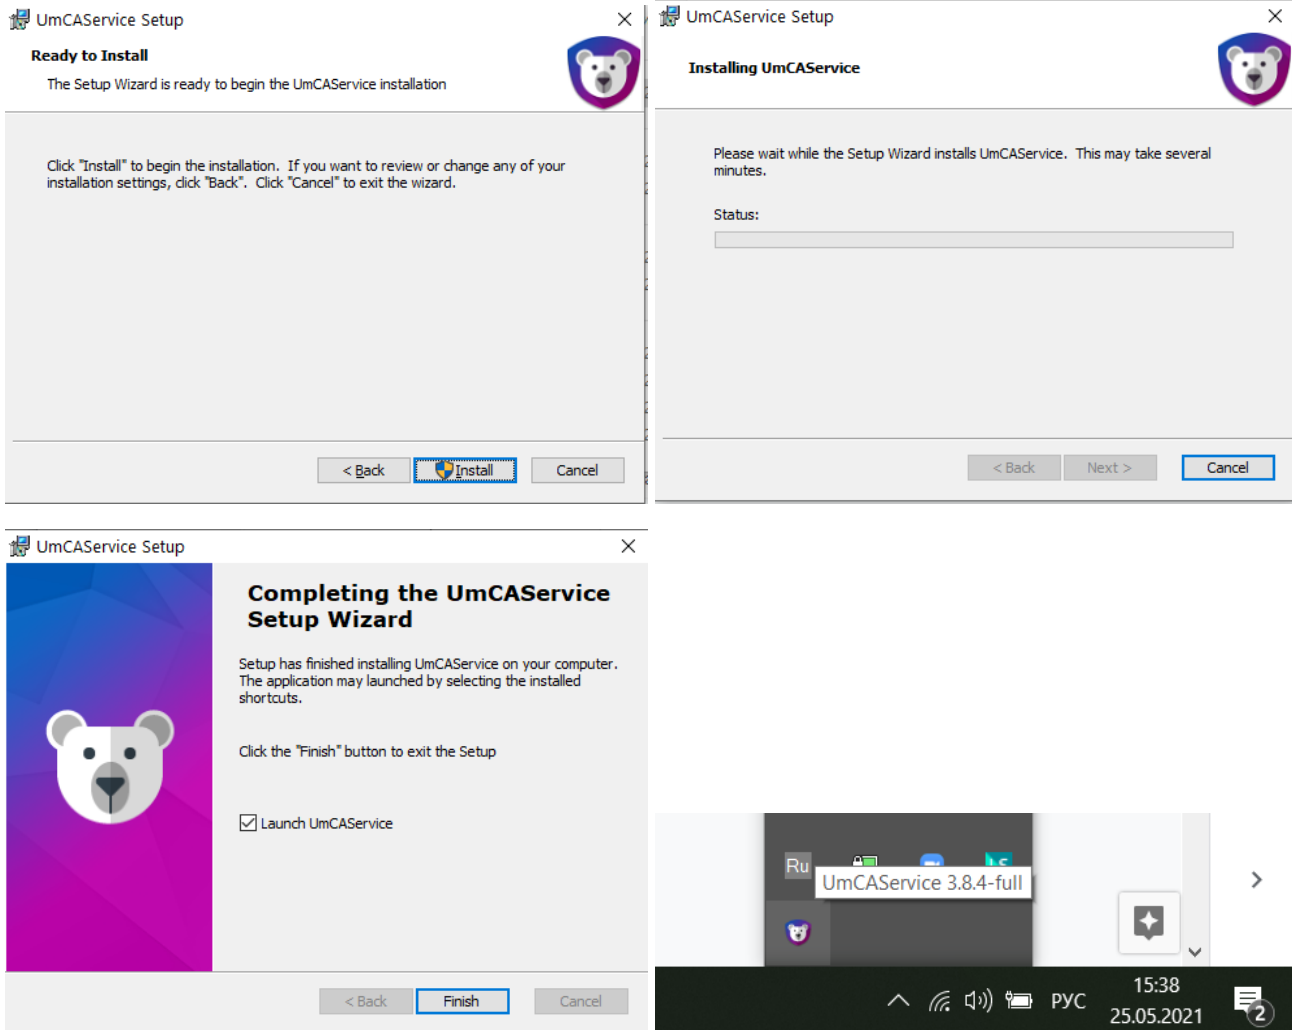 UmCAService Setup
Ready to Install
The Setup Wizard is ready to begin the UmCAService installation
Click "Install" to begin the installation.  If you want to review or change any of your
installation settings, click "Back".  Click "Cancel" to exit the wizard.
< Back
Install
Cancel
UmCAService Setup
Installing UmCAService
Please wait while the Setup Wizard installs UmCAService.  This may take several
minutes.
Status:
< Back
Next >
Cancel
UmCAService Setup
Completing the UmCAService
Setup Wizard
Setup has finished installing UmCAService on your computer.
The application may launched by selecting the installed
shortcuts.
Click the "Finish" button to exit the Setup
Launch UmCAService
< Back
Finish
Cancel
Ru
UmCAService 3.8.4-full
РУС
15:38
25.05.2021
2